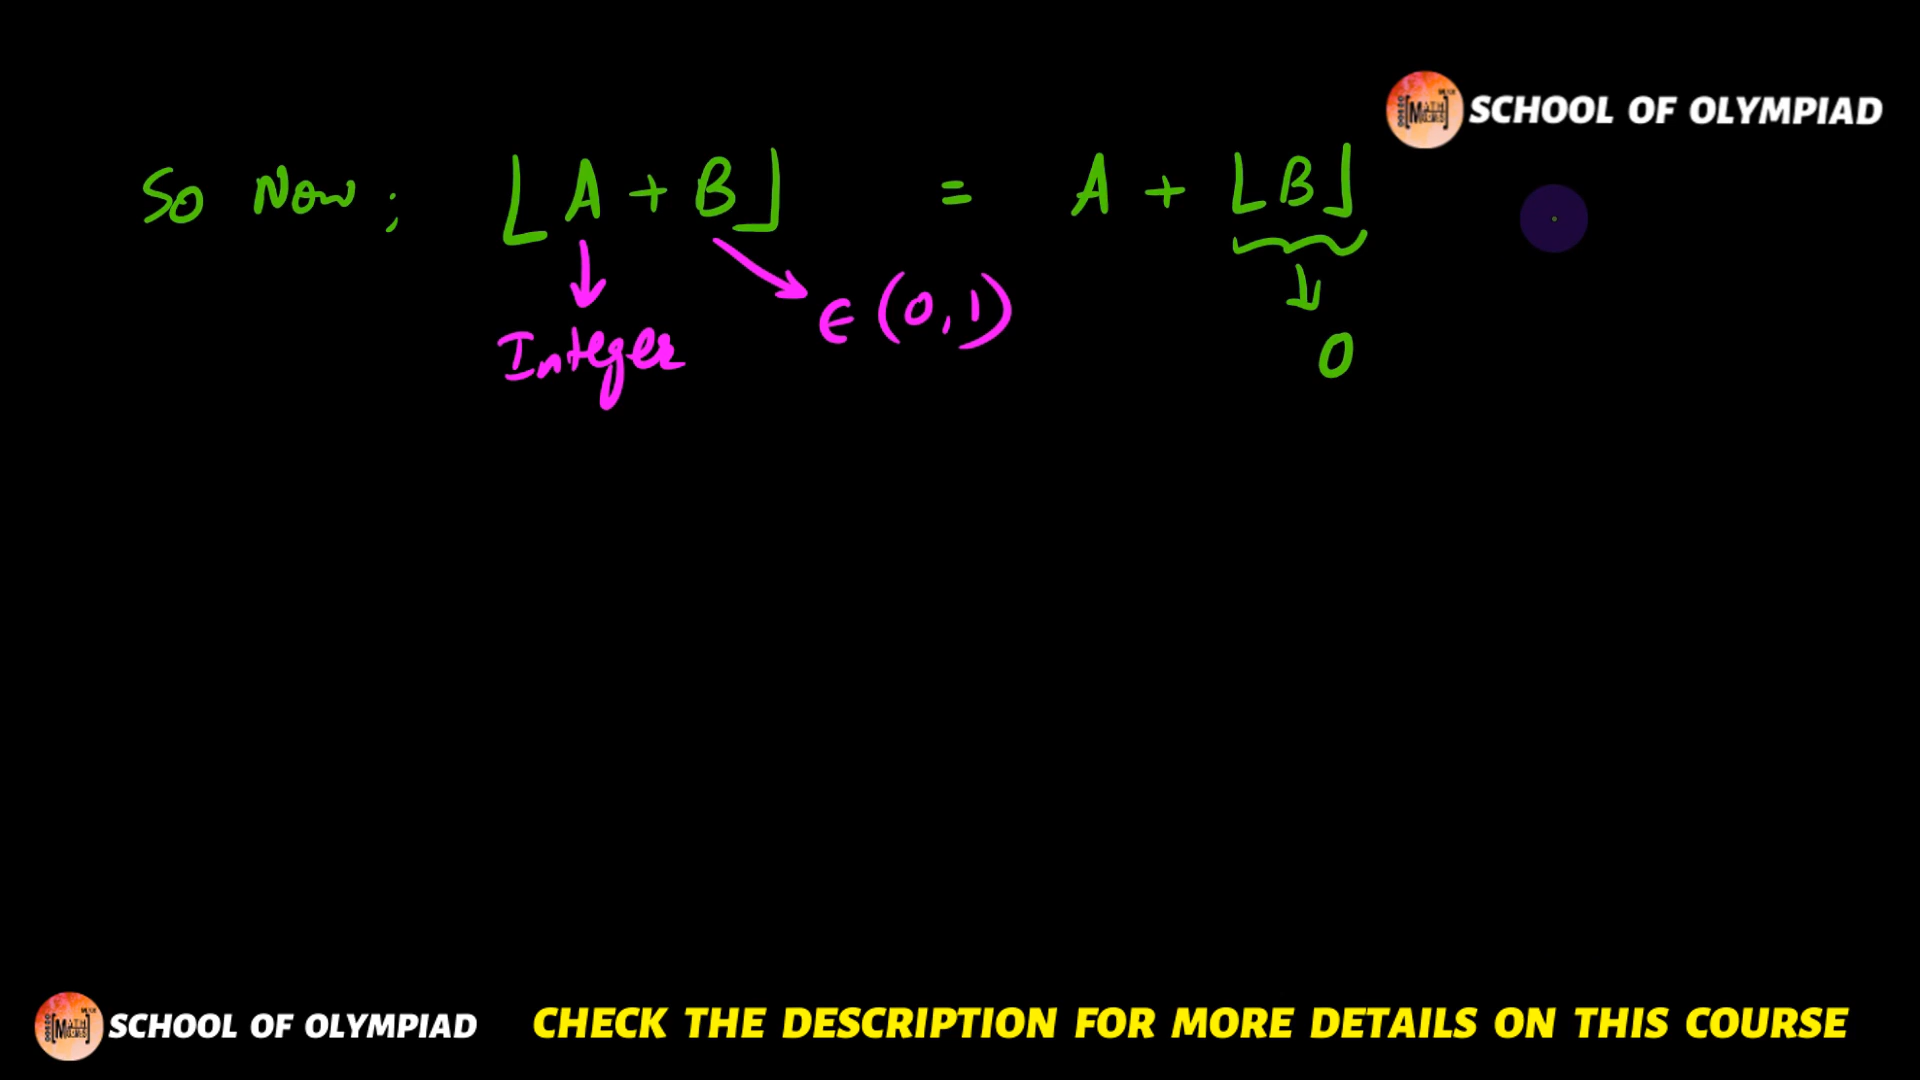 SCHOOL OF OLYMPIAD
So Now; ⌊A + B⌋ = A + ⌊B⌋
∈ (0,1)
Integer
0
SCHOOL OF OLYMPIAD
CHECK THE DESCRIPTION FOR MORE DETAILS ON THIS COURSE